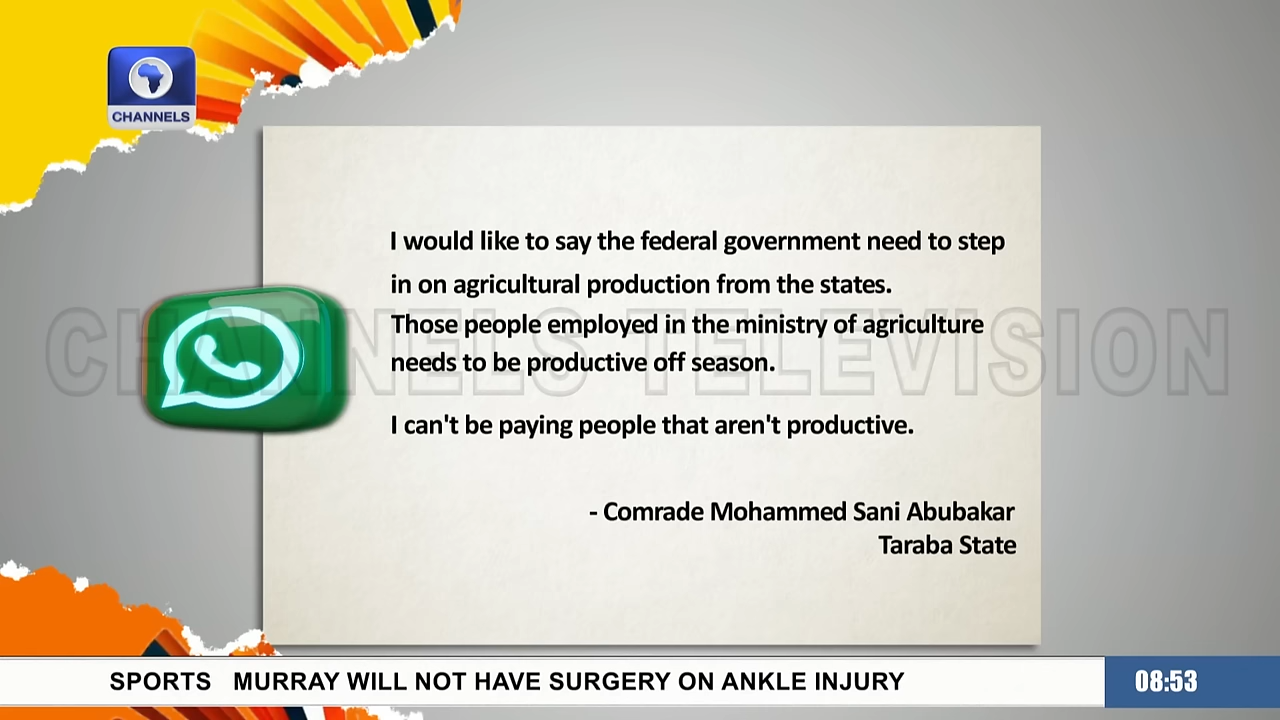 CHANNELS
I would like to say the federal government need to step
in on agricultural production from the states.
Those people employed in the ministry of agriculture
needs to be productive off season.
I can't be paying people that aren't productive.
- Comrade Mohammed Sani Abubakar
Taraba State
CHANNELS TELEVISION
SPORTS MURRAY WILL NOT HAVE SURGERY ON ANKLE INJURY
08:53